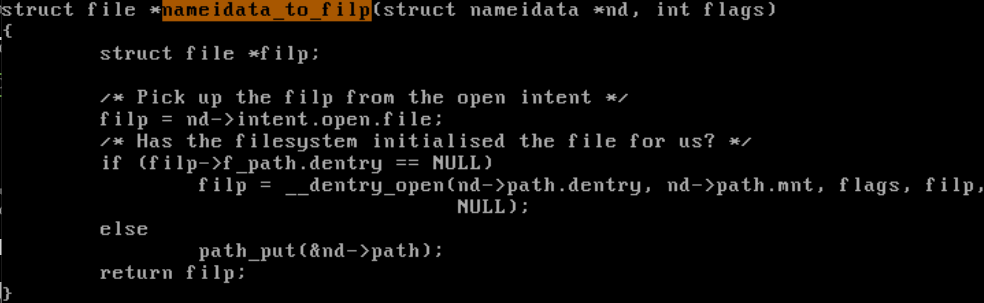 struct file *nameidata_to_filp(struct nameidata *nd, int flags)
{
        struct file *filp;

        /* Pick up the filp from the open intent */
        filp = nd->intent.open.file;
        /* Has the filesystem initialised the file for us? */
        if (filp->f_path.dentry == NULL)
                filp = __dentry_open(nd->path.dentry, nd->path.mnt, flags, filp,
                                     NULL);
        else
                path_put(&nd->path);
        return filp;
}